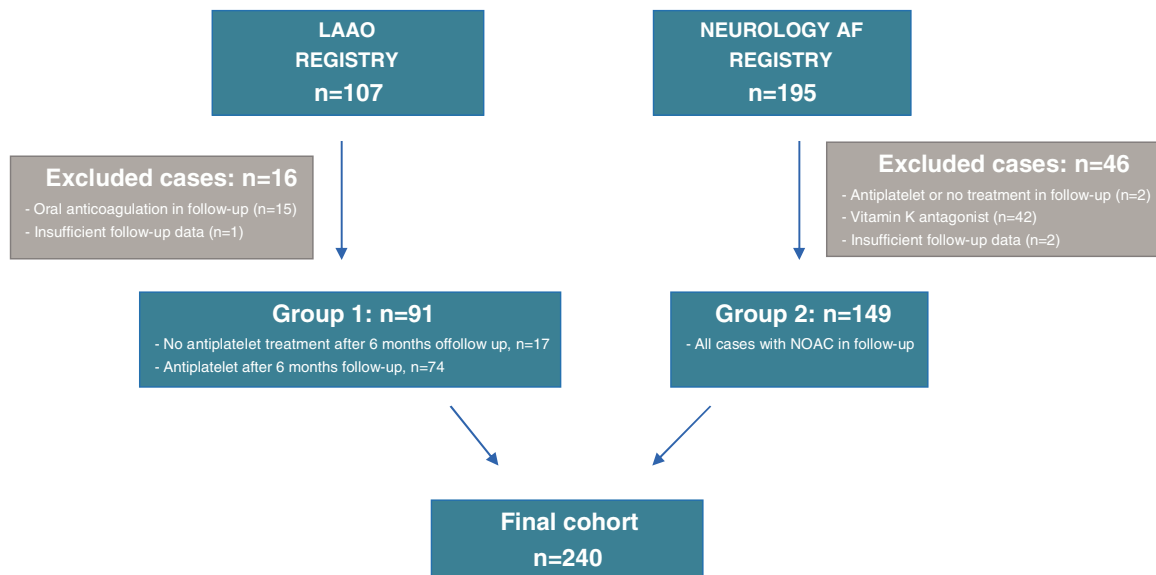 LAAO
REGISTRY
n=107
NEUROLOGY AF
REGISTRY
n=195
Excluded cases: n=16
- Oral anticoagulation in follow-up (n=15)
- Insufficient follow-up data (n=1)
Excluded cases: n=46
- Antiplatelet or no treatment in follow-up (n=2)
- Vitamin K antagonist (n=42)
- Insufficient follow-up data (n=2)
Group 1: n=91
- No antiplatelet treatment after 6 months offollow up, n=17
- Antiplatelet after 6 months follow-up, n=74
Group 2: n=149
- All cases with NOAC in follow-up
Final cohort
n=240